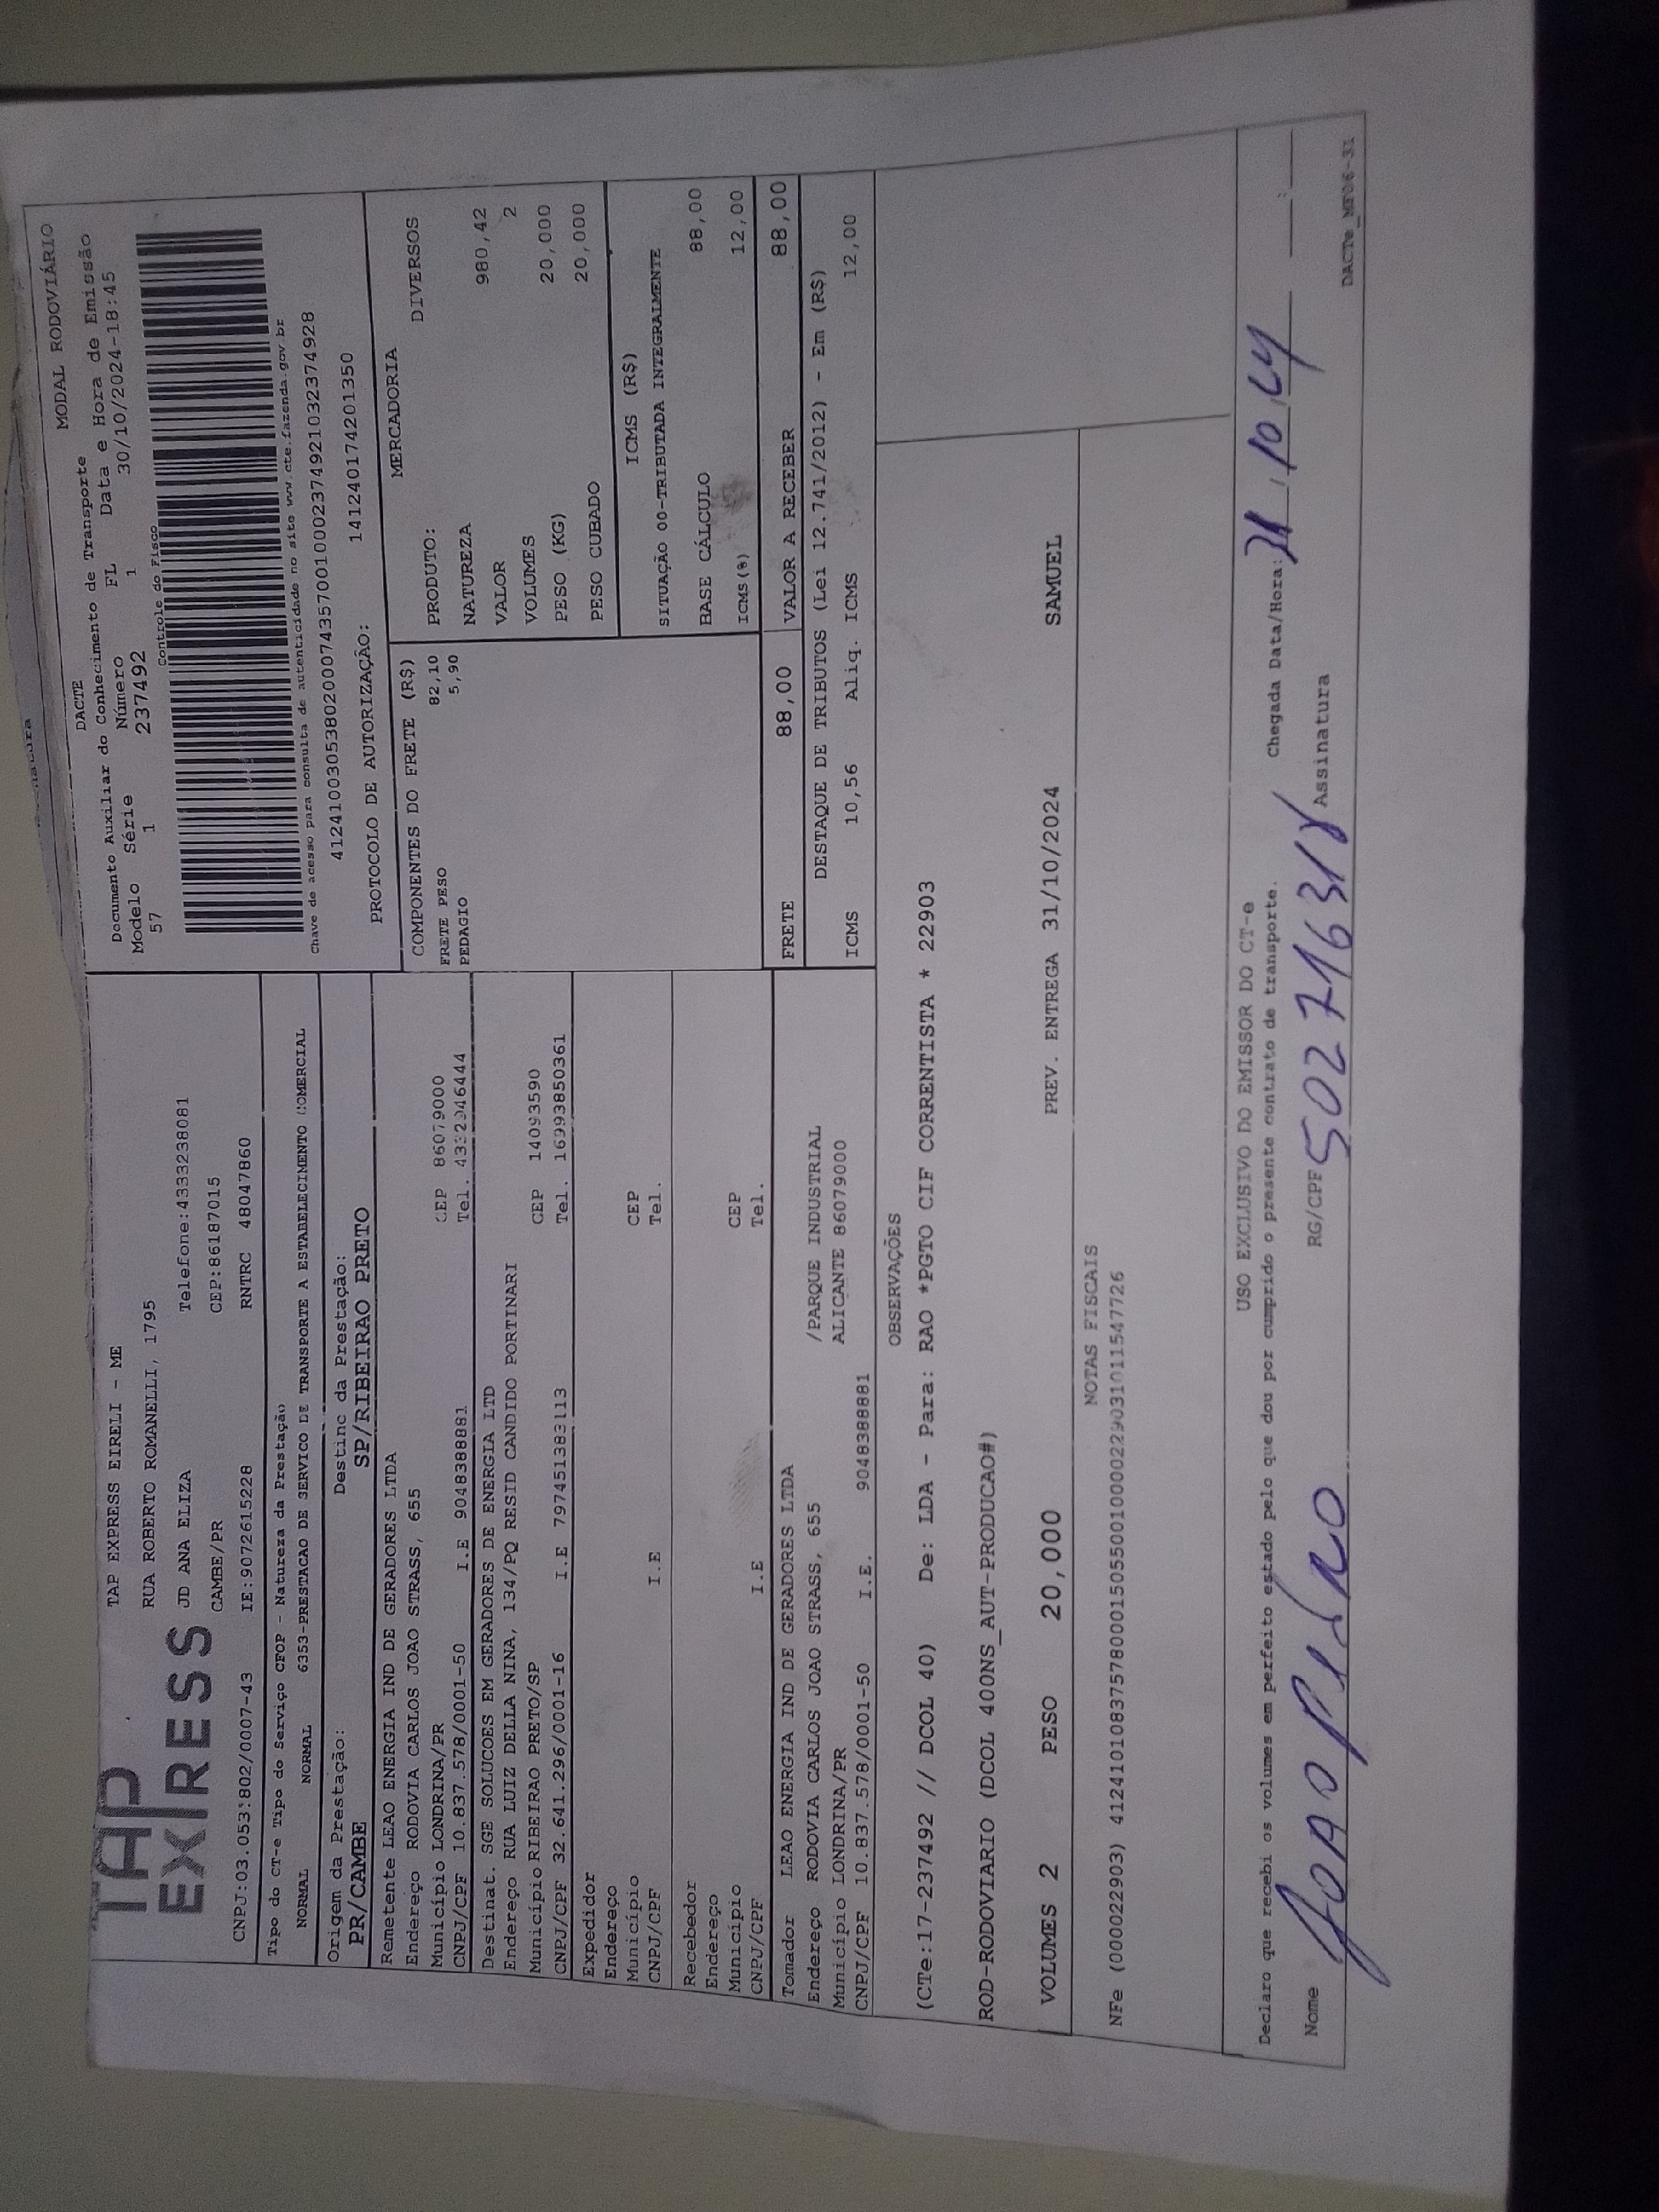 TAP
EXPRESS
TAP EXPRESS EIRELI - ME
RUA ROBERTO ROMANELLI, 1795
JD ANA ELIZA Telefone:4333238081
CAMBE/PR CEP:86187015
CNPJ:03.053:802/0007-43 IE:9072615228 RNTRC 48047860
DACTE MODAL RODOVIÁRIO
Documento Auxiliar do Conhecimento de Transporte
Modelo Série Número FL Data e Hora de Emissão
57 1 237492 1 30/10/2024-18:45
Controle do Fisco
Chave de acesso para consulta de autenticidade no site www.cte.fazenda.gov.br
41241003053802000743570010002374921032374928
PROTOCOLO DE AUTORIZAÇÃO: 141240174201350
Tipo do CT-e Tipo do Serviço CFOP - Natureza da Prestação
NORMAL NORMAL 6353-PRESTACAO DE SERVICO DE TRANSPORTE A ESTABELECIMENTO COMERCIAL
Origem da Prestação: Destino da Prestação:
PR/CAMBE SP/RIBEIRAO PRETO
Remetente LEAO ENERGIA IND DE GERADORES LTDA
Endereço RODOVIA CARLOS JOAO STRASS, 655
Município LONDRINA/PR CEP 86079000
CNPJ/CPF 10.837.578/0001-50 I.E 9048388881 Tel. 4332946444
Destinat. SGE SOLUCOES EM GERADORES DE ENERGIA LTD
Endereço RUA LUIZ DELLA NINA, 134/PQ RESID CANDIDO PORTINARI
Município RIBEIRAO PRETO/SP CEP 14093590
CNPJ/CPF 32.641.296/0001-16 I.E 797451383113 Tel. 16993850361
Expedidor
Endereço
Município CEP
CNPJ/CPF I.E Tel.
Recebedor
Endereço
Município CEP
CNPJ/CPF I.E Tel.
Tomador LEAO ENERGIA IND DE GERADORES LTDA
Endereço RODOVIA CARLOS JOAO STRASS, 655 /PARQUE INDUSTRIAL
Município LONDRINA/PR ALICANTE 86079000
CNPJ/CPF 10.837.578/0001-50 I.E. 9048388881
COMPONENTES DO FRETE (R$)
FRETE PESO 82,10
PEDAGIO 5,90
MERCADORIA
PRODUTO: DIVERSOS
NATUREZA
VALOR 980,42
VOLUMES 2
PESO (KG) 20,000
PESO CUBADO 20,000
ICMS (R$)
SITUAÇÃO 00-TRIBUTADA INTEGRALMENTE
BASE CÁLCULO 88,00
ICMS(%) 12,00
FRETE 88,00 VALOR A RECEBER 88,00
DESTAQUE DE TRIBUTOS (Lei 12.741/2012) - Em (R$)
ICMS 10,56 Aliq. ICMS 12,00
OBSERVAÇÕES
(CTe:17-237492 // DCOL 40) De: LDA - Para: RAO *PGTO CIF CORRENTISTA * 22903
ROD-RODOVIARIO (DCOL 400NS_AUT-PRODUCAO#)
VOLUMES 2 PESO 20,000 PREV. ENTREGA 31/10/2024 SAMUEL
NOTAS FISCAIS
NFe (000022903) 41241010837578000150550010000229031011547726
USO EXCLUSIVO DO EMISSOR DO CT-e
Declaro que recebi os volumes em perfeito estado pelo que dou por cumprido o presente contrato de transporte. Chegada Data/Hora: 31/10/24 :
Nome RG/CPF 502716318 Assinatura
DACTe_MF06-31